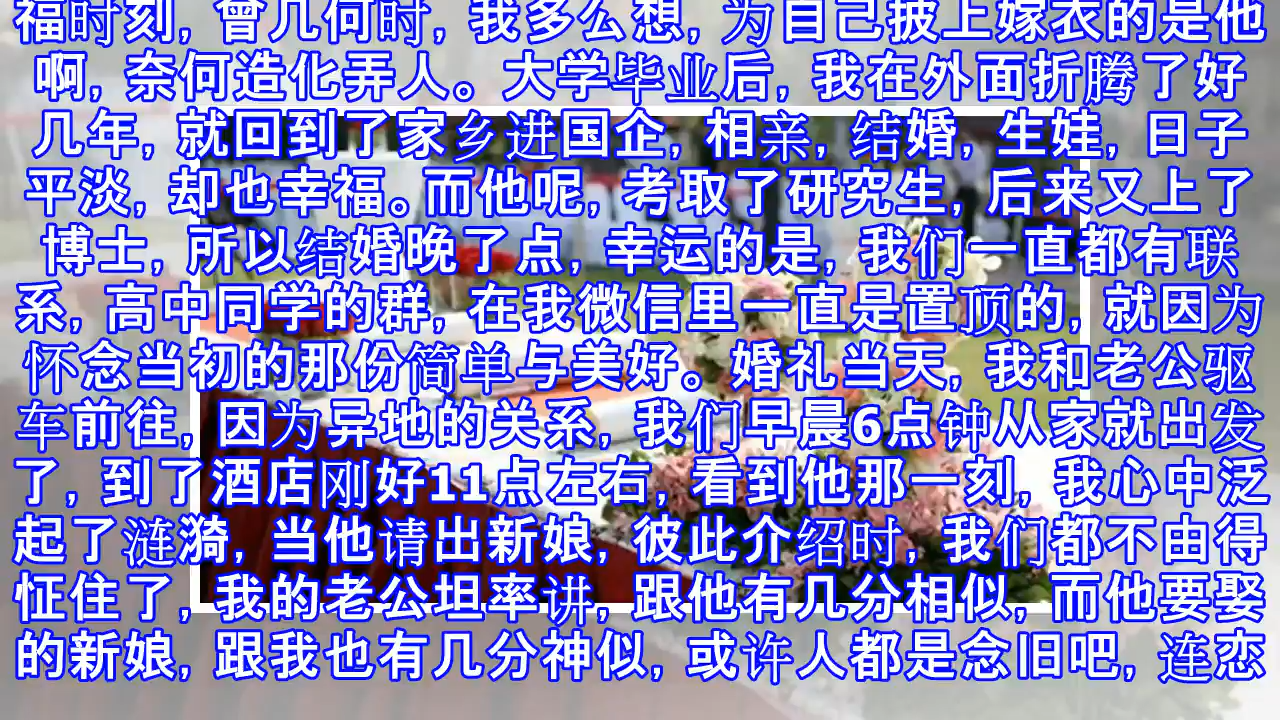 福时刻, 曾几何时, 我多么想, 为自己披上嫁衣的是他
啊, 奈何造化弄人。大学毕业后, 我在外面折腾了好
几年, 就回到了家乡进国企, 相亲, 结婚, 生娃, 日子
平淡, 却也幸福。而他呢, 考取了研究生, 后来又上了
博士, 所以结婚晚了点, 幸运的是, 我们一直都有联
系, 高中同学的群, 在我微信里一直是置顶的, 就因为
怀念当初的那份简单与美好。婚礼当天, 我和老公驱
车前往, 因为异地的关系, 我们早晨6点钟从家就出发
了, 到了酒店刚好11点左右, 看到他那一刻, 我心中泛
起了涟漪, 当他请出新娘, 彼此介绍时, 我们都不由得
怔住了, 我的老公坦率讲, 跟他有几分相似, 而他要娶
的新娘, 跟我也有几分神似, 或许人都是念旧吧, 连恋